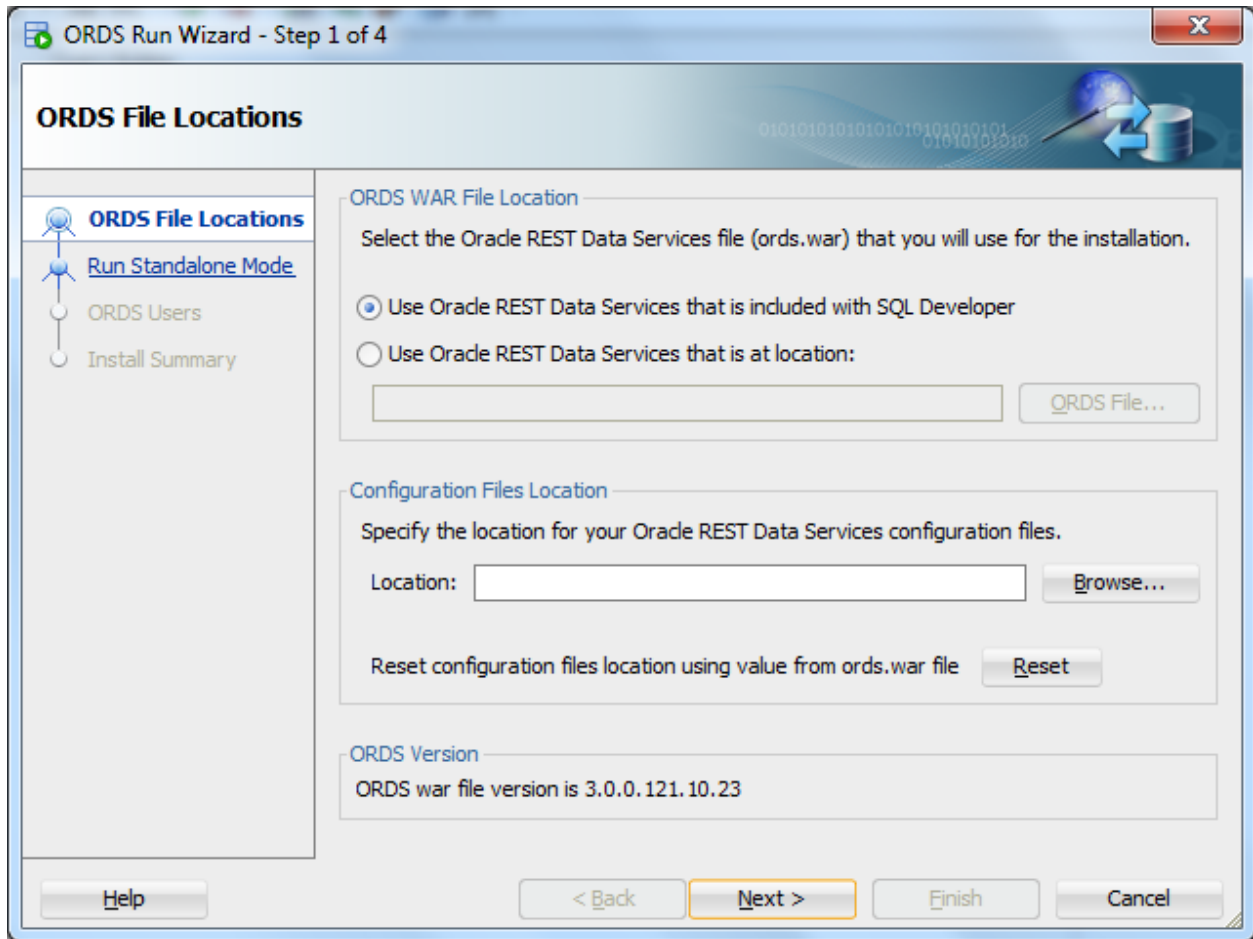 ORDS Run Wizard - Step 1 of 4
X
ORDS File Locations
0101010101010101010101010101
01010101010
ORDS File Locations
Run Standalone Mode
ORDS Users
Install Summary
ORDS WAR File Location
Select the Oracle REST Data Services file (ords.war) that you will use for the installation.
Use Oracle REST Data Services that is included with SQL Developer
Use Oracle REST Data Services that is at location:
ORDS File...
Configuration Files Location
Specify the location for your Oracle REST Data Services configuration files.
Location:
Browse...
Reset configuration files location using value from ords.war file
Reset
ORDS Version
ORDS war file version is 3.0.0.121.10.23
Help
< Back
Next >
Finish
Cancel